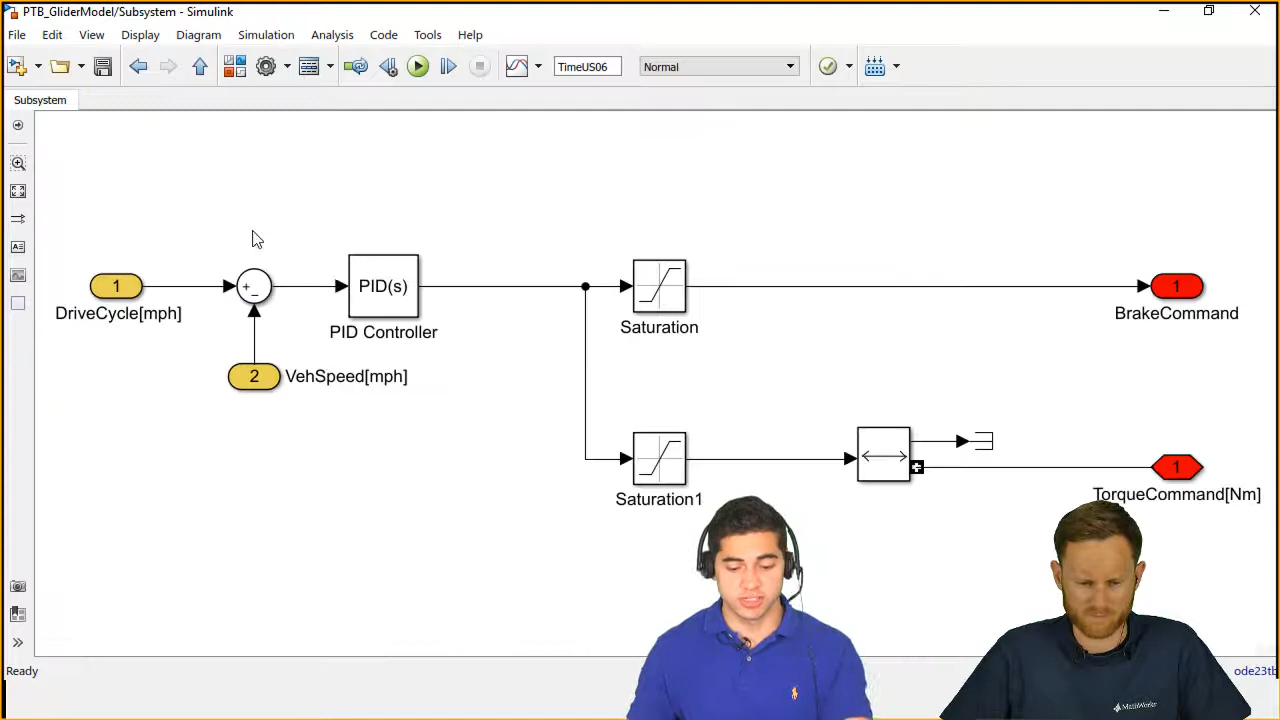 PTB_GliderModel/Subsystem - Simulink
File Edit View Display Diagram Simulation Analysis Code Tools Help
TimeUS06 Normal
Subsystem
1
DriveCycle[mph]
+
−
PID(s)
PID Controller
Saturation
1
BrakeCommand
2 VehSpeed[mph]
Saturation1
1
TorqueCommand[Nm]
MathWorks
Ready
ode23tb